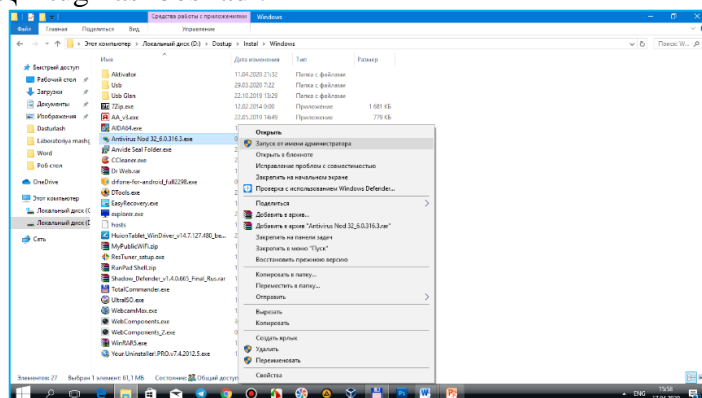 Средства работы с приложениями Windows
Файл Главная Поделиться Вид Управление
Этот компьютер > Локальный диск (D:) > Dostup > Instal > Windows
Поиск: W...
Имя Дата изменения Тип Размер
Быстрый доступ
Рабочий стол
Загрузки
Документы
Изображения
Dasturlash
Laboratoriya mashg
Word
Роб стол
OneDrive
Этот компьютер
Локальный диск (C
Локальный диск (D
Сеть
Aktivator 11.04.2020 21:32 Папка с файлами
Usb 29.03.2020 7:22 Папка с файлами
Usb Glan 22.10.2019 13:29 Папка с файлами
7Zip.exe 12.02.2014 0:00 Приложение 1 681 КБ
AA_v3.exe 22.05.2019 14:49 Приложение 779 КБ
AIDA64.exe
Antivirus Nod 32_6.0.316.3.exe
Anvide Seal Folder.exe
CCleaner.exe
Dr Web.rar
drfone-for-android_full2298.exe
DTools.exe
EasyRecovery.exe
explorer.exe
hosts
HuionTablet_WinDriver_v14.7.127.480_be...
MyPublicWiFi.zip
ResTuner_setup.exe
RunPad Shell.zip
Shadow_Defender_v1.4.0.665_Final_Rus.rar
TotalCommander.exe
UltraISO.exe
WebcamMax.exe
WebComponents.exe
WebComponents_2.exe
WinRAR5.exe
Your.Uninstaller!.PRO.v7.4.2012.5.exe
Открыть
Запуск от имени администратора
Открыть в блокноте
Исправление проблем с совместимостью
Закрепить на начальном экране
Проверка с использованием Windows Defender...
Поделиться
Добавить в архив...
Добавить в архив "Antivirus Nod 32_6.0.316.3.rar"
Закрепить на панели задач
Закрепить в меню "Пуск"
Восстановить прежнюю версию
Копировать в папку...
Переместить в папку...
Отправить
Вырезать
Копировать
Создать ярлык
Удалить
Переименовать
Свойства
Элементов: 27 Выбран 1 элемент: 61,1 МБ Состояние: Общий доступ
ENG 15:58
17.04.2020